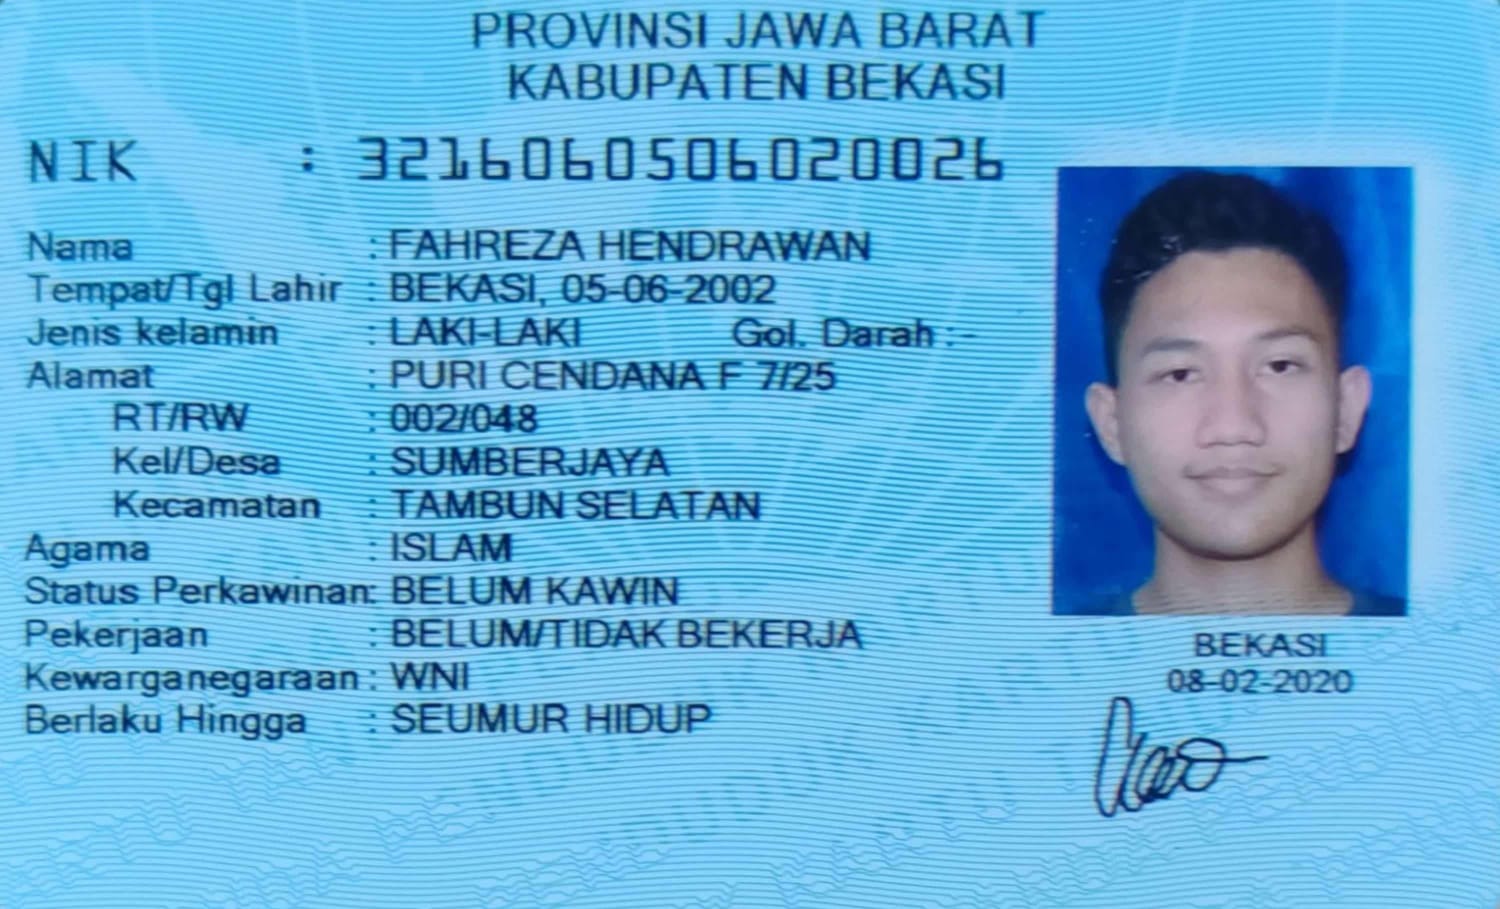 PROVINSI JAWA BARAT
KABUPATEN BEKASI
NIK : 3216060506020026
Nama : FAHREZA HENDRAWAN
Tempat/Tgl Lahir : BEKASI, 05-06-2002
Jenis kelamin : LAKI-LAKI Gol. Darah :-
Alamat : PURI CENDANA F 7/25
RT/RW : 002/048
Kel/Desa : SUMBERJAYA
Kecamatan : TAMBUN SELATAN
Agama : ISLAM
Status Perkawinan: BELUM KAWIN
Pekerjaan : BELUM/TIDAK BEKERJA
Kewarganegaraan : WNI
Berlaku Hingga : SEUMUR HIDUP
BEKASI
08-02-2020